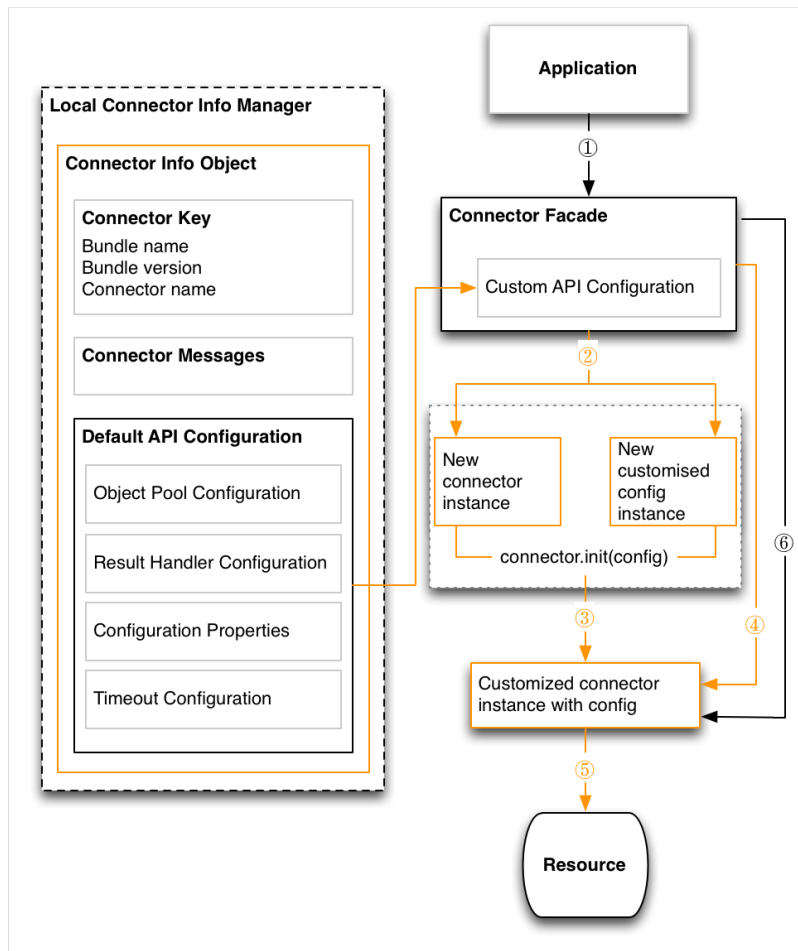 Application
Local Connector Info Manager
①
Connector Info Object
Connector Key
Bundle name
Bundle version
Connector name
Connector Facade
Custom API Configuration
Connector Messages
②
Default API Configuration
Object Pool Configuration
Result Handler Configuration
Configuration Properties
Timeout Configuration
New
connector
instance
New
customised
config
instance
connector.init(config)
⑥
③
④
Customized connector
instance with config
⑤
Resource